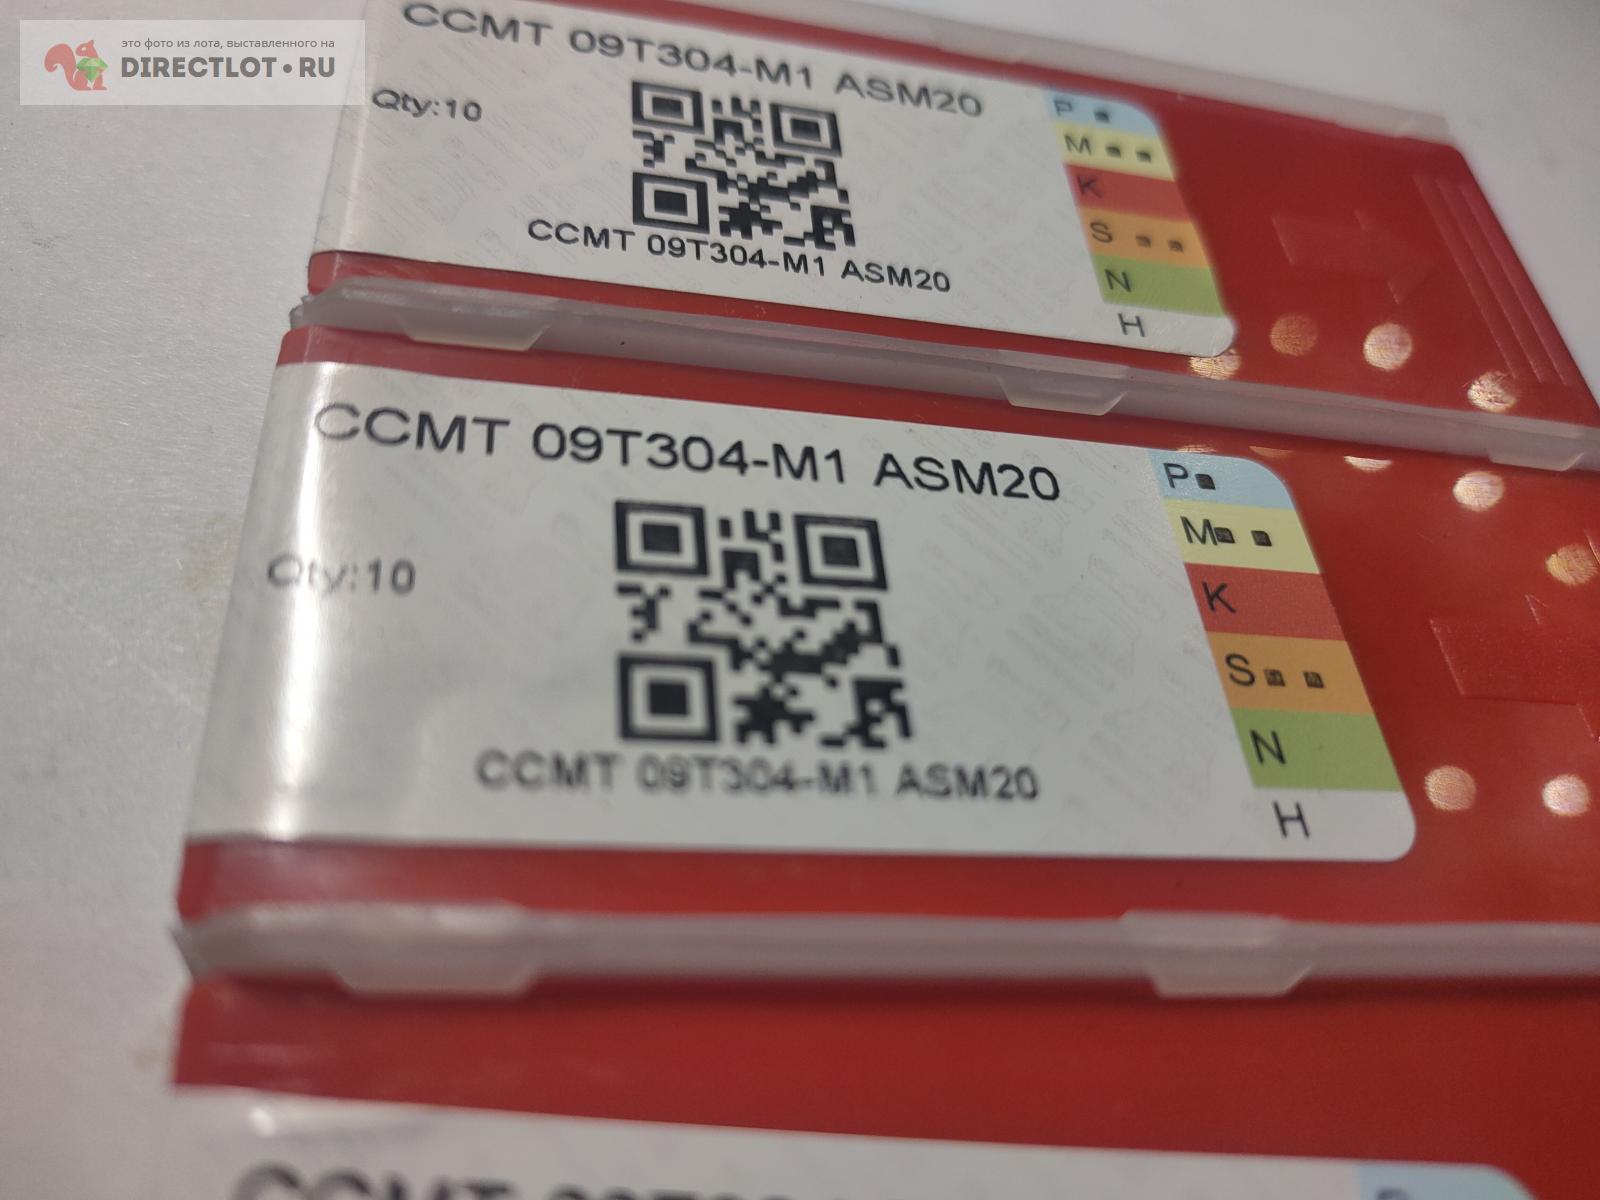 это фото из лота, выставленного на
DIRECTLOT•RU
CCMT 09T304-M1 ASM20
Qty:10
CCMT 09T304-M1 ASM20
P
M
K
S
N
H
CCMT 09T304-M1 ASM20
Qty:10
CCMT 09T304-M1 ASM20
P
M
K
S
N
H
CCMT